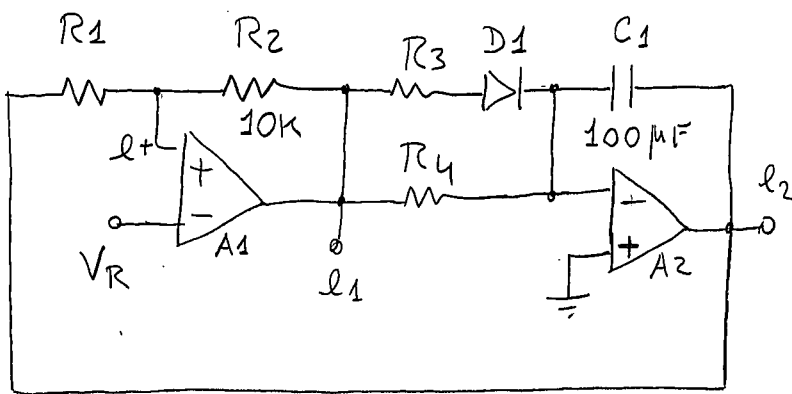 R1
R2
R3
D1
C1
10K
100µF
e+
+
R4
−
+
−
A1
e2
VR
e1
A2